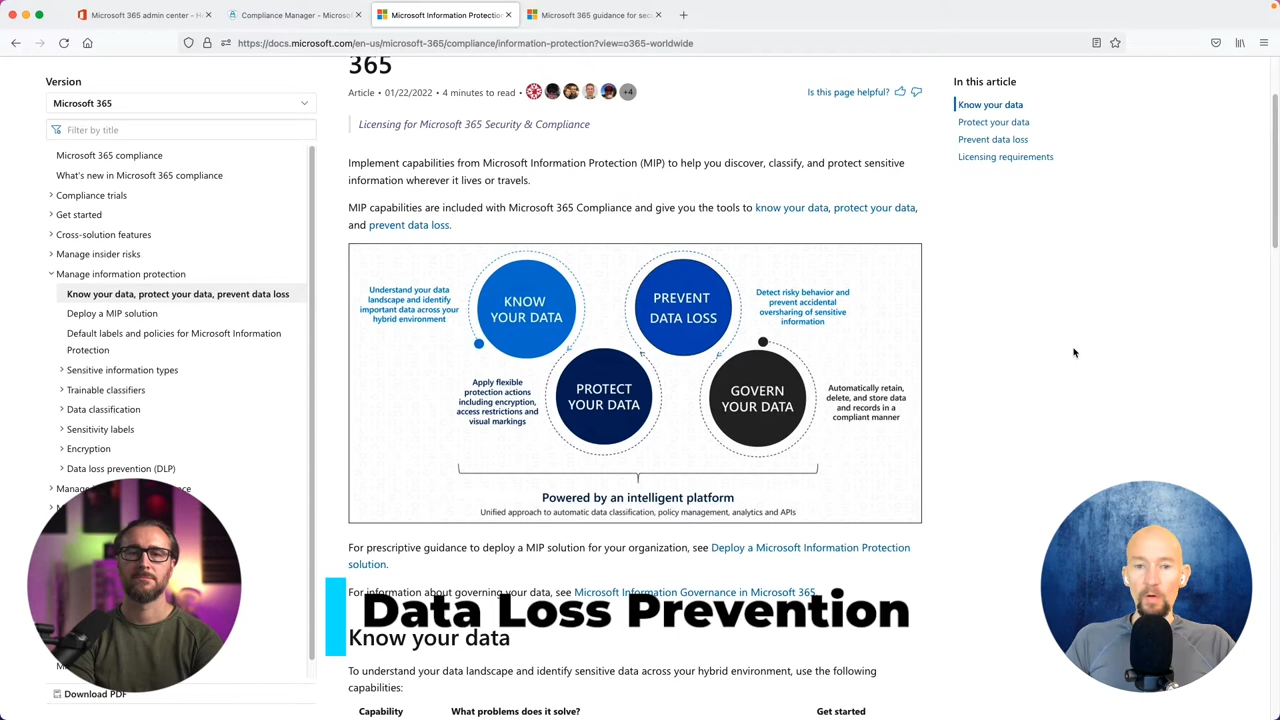 Microsoft 365 admin center - H
Compliance Manager - Microsof
Microsoft Information Protection
Microsoft 365 guidance for sec
https://docs.microsoft.com/en-us/microsoft-365/compliance/information-protection?view=o365-worldwide
Version
Microsoft 365
Filter by title
Microsoft 365 compliance
What's new in Microsoft 365 compliance
Compliance trials
Get started
Cross-solution features
Manage insider risks
Manage information protection
Know your data, protect your data, prevent data loss
Deploy a MIP solution
Default labels and policies for Microsoft Information
Protection
Sensitive information types
Trainable classifiers
Data classification
Sensitivity labels
Encryption
Data loss prevention (DLP)
Download PDF
365
Article • 01/22/2022 • 4 minutes to read •
+4
Is this page helpful?
Licensing for Microsoft 365 Security & Compliance
Implement capabilities from Microsoft Information Protection (MIP) to help you discover, classify, and protect sensitive
information wherever it lives or travels.
MIP capabilities are included with Microsoft 365 Compliance and give you the tools to know your data, protect your data,
and prevent data loss.
Understand your data
landscape and identify
important data across your
hybrid environment
KNOW
YOUR DATA
PREVENT
DATA LOSS
Detect risky behavior and
prevent accidental
oversharing of sensitive
information
Apply flexible
protection actions
including encryption,
access restrictions and
visual markings
PROTECT
YOUR DATA
GOVERN
YOUR DATA
Automatically retain,
delete, and store data
and records in a
compliant manner
Powered by an intelligent platform
Unified approach to automatic data classification, policy management, analytics and APIs
For prescriptive guidance to deploy a MIP solution for your organization, see Deploy a Microsoft Information Protection
solution.
For information about governing your data, see Microsoft Information Governance in Microsoft 365.
Data Loss Prevention
Know your data
To understand your data landscape and identify sensitive data across your hybrid environment, use the following
capabilities:
Capability
What problems does it solve?
Get started
In this article
Know your data
Protect your data
Prevent data loss
Licensing requirements